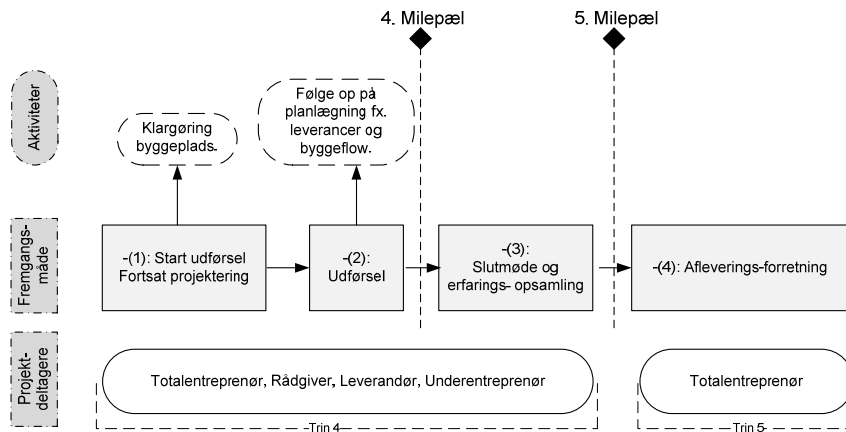 4. Milepæl
5. Milepæl
Aktiviteter
Klargøring
byggeplads.
Følge op på
planlægning fx.
leverancer og
byggeflow.
Fremgangs-
måde
-(1): Start udførsel
Fortsat projektering
-(2):
Udførsel
-(3):
Slutmøde og
erfarings- opsamling
-(4): Afleverings-forretning
Projekt-
deltagere
Totalentreprenør, Rådgiver, Leverandør, Underentreprenør
Totalentreprenør
Trin 4
Trin 5